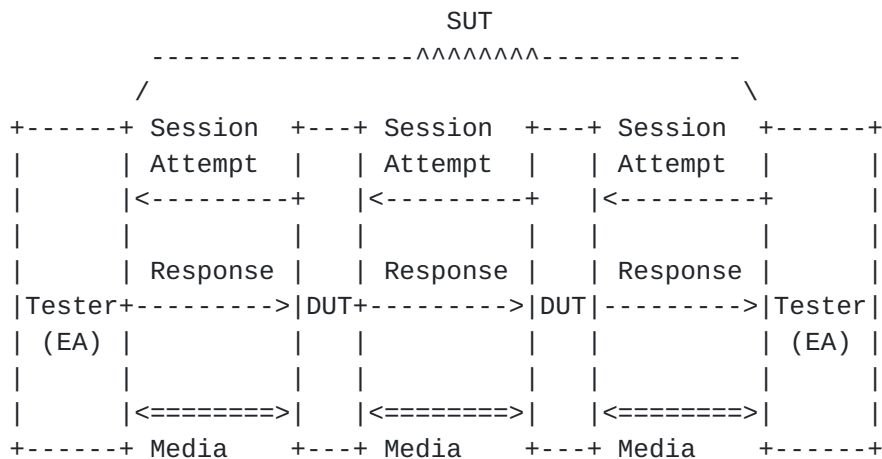 SUT
        ------------------^^^^^^^^-------------
       /                                       \
+------+ Session  +---+ Session  +---+ Session  +------+
|      | Attempt  |   | Attempt  |   | Attempt  |      |
|      |<---------+   |<---------+   |<---------+      |
|      |          |   |          |   |          |      |
|      | Response |   | Response |   | Response |      |
|Tester+--------->|DUT+--------->|DUT|--------->|Tester|
| (EA) |          |   |          |   |          | (EA) |
|      |          |   |          |   |          |      |
|      |<========>|   |<========>|   |<========>|      |
+------+ Media    +---+ Media    +---+ Media    +------+